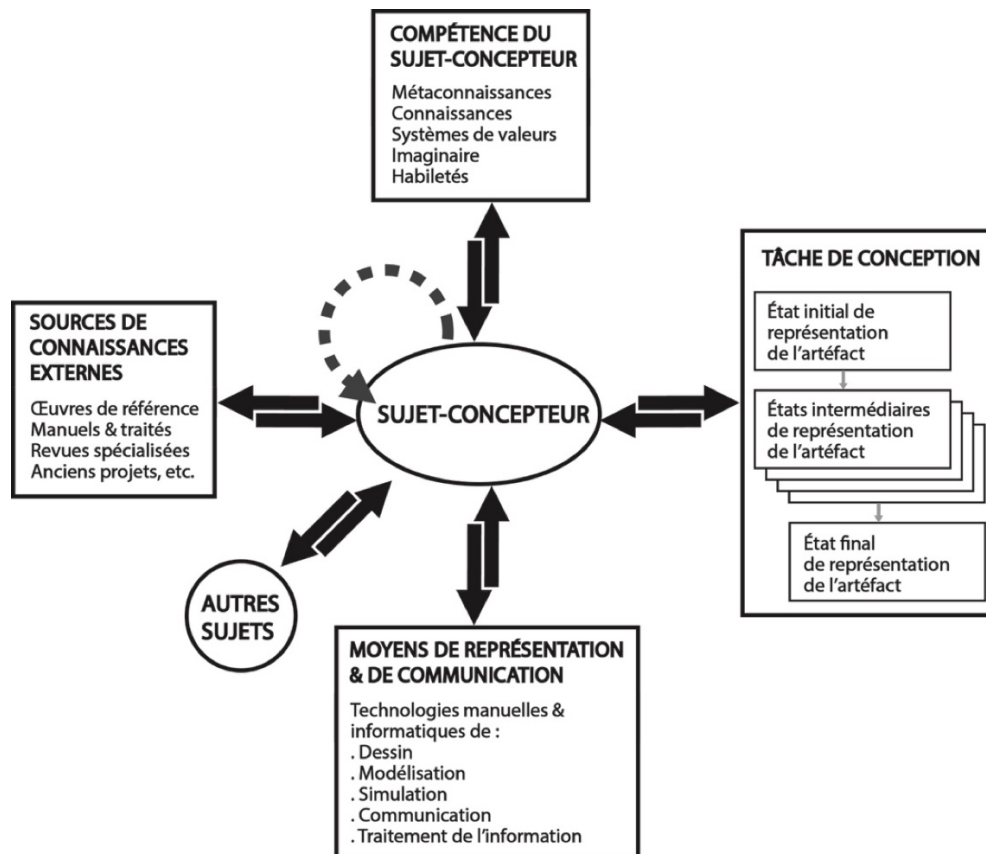 COMPÉTENCE DU
SUJET-CONCEPTEUR
Métaconnaissances
Connaissances
Systèmes de valeurs
Imaginaire
Habiletés
TÂCHE DE CONCEPTION
État initial de
représentation
de l'artéfact
États intermédiaires
de représentation
de l'artéfact
État final
de représentation
de l'artéfact
SOURCES DE
CONNAISSANCES
EXTERNES
Œuvres de référence
Manuels & traités
Revues spécialisées
Anciens projets, etc.
SUJET-CONCEPTEUR
AUTRES
SUJETS
MOYENS DE REPRÉSENTATION
& DE COMMUNICATION
Technologies manuelles &
informatiques de :
. Dessin
. Modélisation
. Simulation
. Communication
. Traitement de l'information